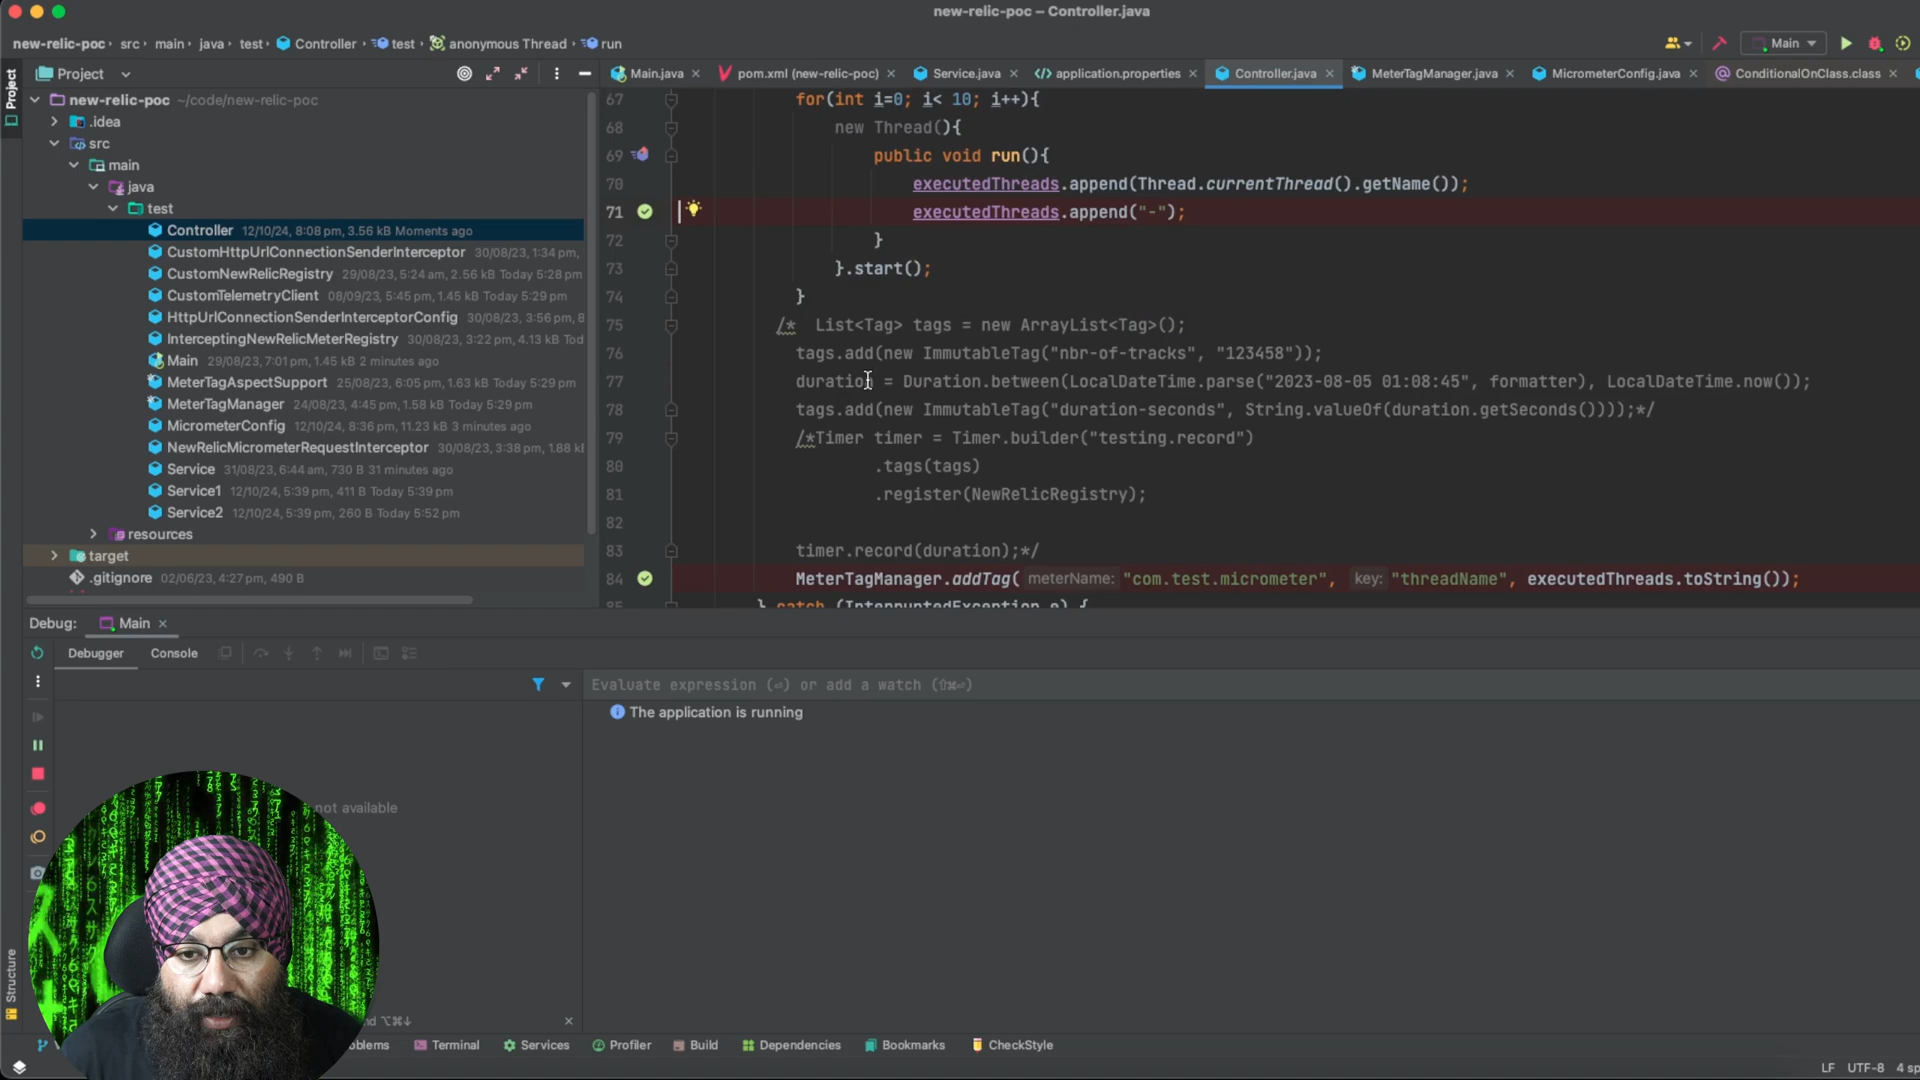 new-relic-poc – Controller.java
new-relic-poc › src › main › java › test › Controller › test › anonymous Thread › run
Main
Project
Project
Main.java
pom.xml (new-relic-poc)
Service.java
application.properties
Controller.java
MeterTagManager.java
MicrometerConfig.java
ConditionalOnClass.class
new-relic-poc ~/code/new-relic-poc
.idea
src
main
java
test
Controller 12/10/24, 8:08 pm, 3.56 kB Moments ago
CustomHttpUrlConnectionSenderInterceptor 30/08/23, 1:34 pm,
CustomNewRelicRegistry 29/08/23, 5:24 am, 2.56 kB Today 5:28 pm
CustomTelemetryClient 08/09/23, 5:45 pm, 1.45 kB Today 5:29 pm
HttpUrlConnectionSenderInterceptorConfig 30/08/23, 3:56 pm, 8
InterceptingNewRelicMeterRegistry 30/08/23, 3:22 pm, 4.13 kB Tod
Main 29/08/23, 7:01 pm, 1.45 kB 2 minutes ago
MeterTagAspectSupport 25/08/23, 6:05 pm, 1.63 kB Today 5:29 pm
MeterTagManager 24/08/23, 4:45 pm, 1.58 kB Today 5:29 pm
MicrometerConfig 12/10/24, 8:36 pm, 11.23 kB 3 minutes ago
NewRelicMicrometerRequestInterceptor 30/08/23, 3:38 pm, 1.88 k
Service 31/08/23, 6:44 am, 730 B 31 minutes ago
Service1 12/10/24, 5:39 pm, 411 B Today 5:39 pm
Service2 12/10/24, 5:39 pm, 260 B Today 5:52 pm
resources
target
.gitignore 02/06/23, 4:27 pm, 490 B
67 for(int i=0; i< 10; i++){
68 new Thread(){
69 public void run(){
70 executedThreads.append(Thread.currentThread().getName());
71 executedThreads.append("-");
72 }
73 }.start();
74 }
75 /* List<Tag> tags = new ArrayList<Tag>();
76 tags.add(new ImmutableTag("nbr-of-tracks", "123458"));
77 duration = Duration.between(LocalDateTime.parse("2023-08-05 01:08:45", formatter), LocalDateTime.now());
78 tags.add(new ImmutableTag("duration-seconds", String.valueOf(duration.getSeconds())));*/
79 /*Timer timer = Timer.builder("testing.record")
80 .tags(tags)
81 .register(NewRelicRegistry);
82
83 timer.record(duration);*/
84 MeterTagManager.addTag( meterName: "com.test.micrometer", key: "threadName", executedThreads.toString());
85 } catch (InterruptedException e) {
Debug: Main
Debugger Console
Evaluate expression (⏎) or add a watch (⇧⌘⏎)
The application is running
not available
nd ⌥⌘↓
Structure
oblems Terminal Services Profiler Build Dependencies Bookmarks CheckStyle
LF UTF-8 4 sp